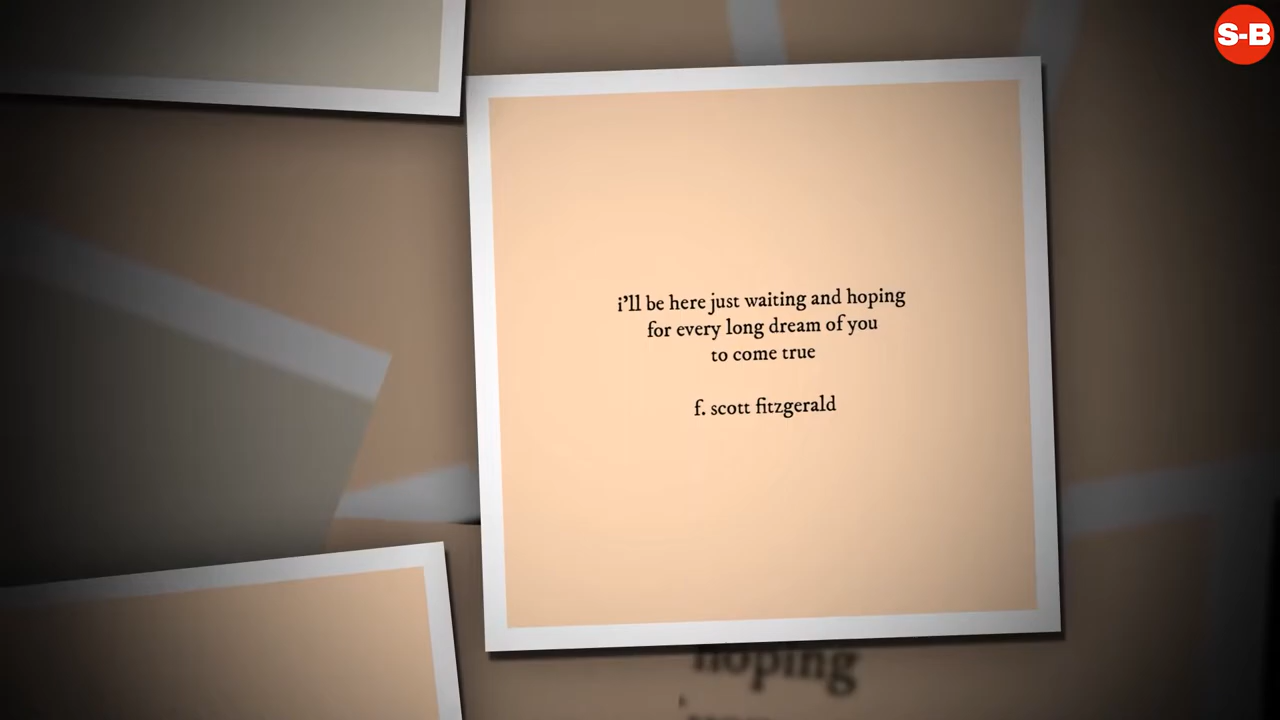 S-B
i'll be here just waiting and hoping
for every long dream of you
to come true
f. scott fitzgerald
hoping